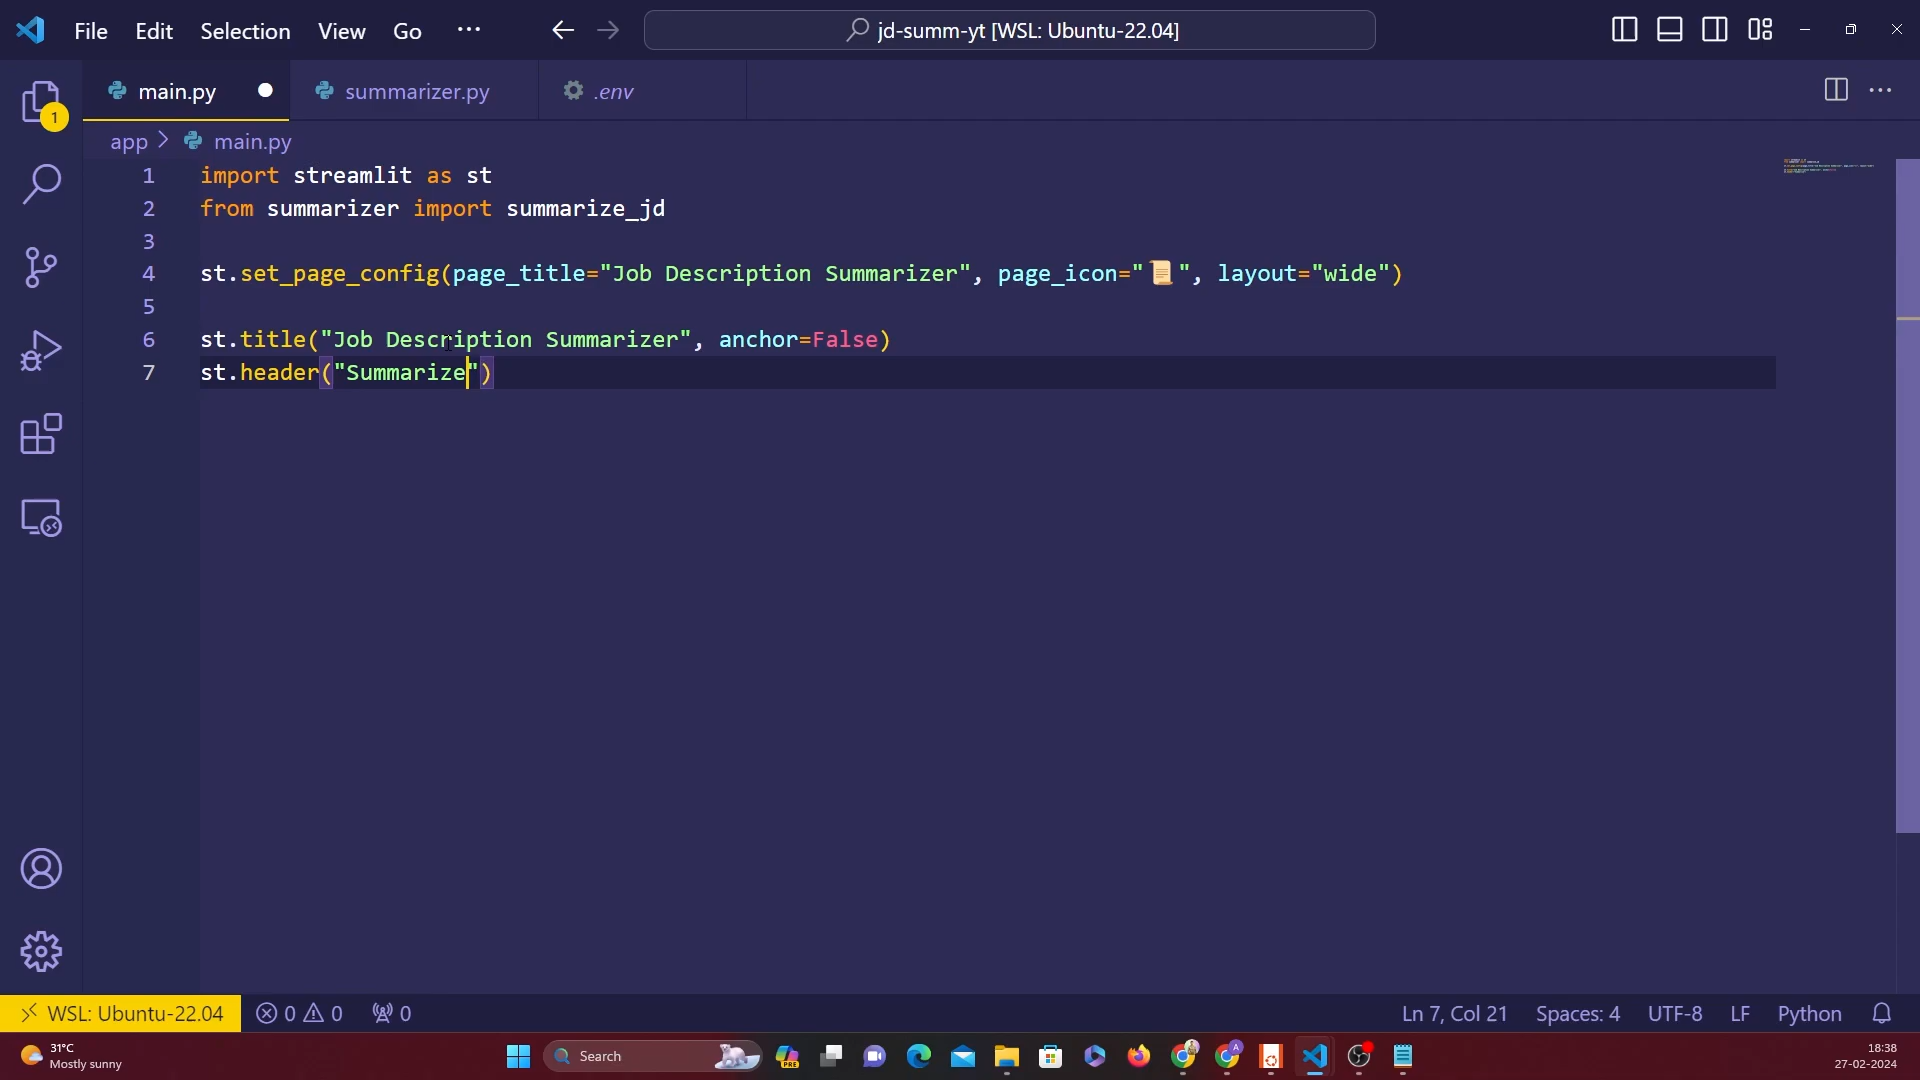 File Edit Selection View Go ··· jd-summ-yt [WSL: Ubuntu-22.04]
main.py summarizer.py .env
1
app > main.py
1 import streamlit as st
2 from summarizer import summarize_jd
3
4 st.set_page_config(page_title="Job Description Summarizer", page_icon="📜", layout="wide")
5
6 st.title("Job Description Summarizer", anchor=False)
7 st.header("Summarize")
WSL: Ubuntu-22.04 0 0 0 Ln 7, Col 21 Spaces: 4 UTF-8 LF Python
31°C
Mostly sunny
Search
PRE
A
18:38
27-02-2024